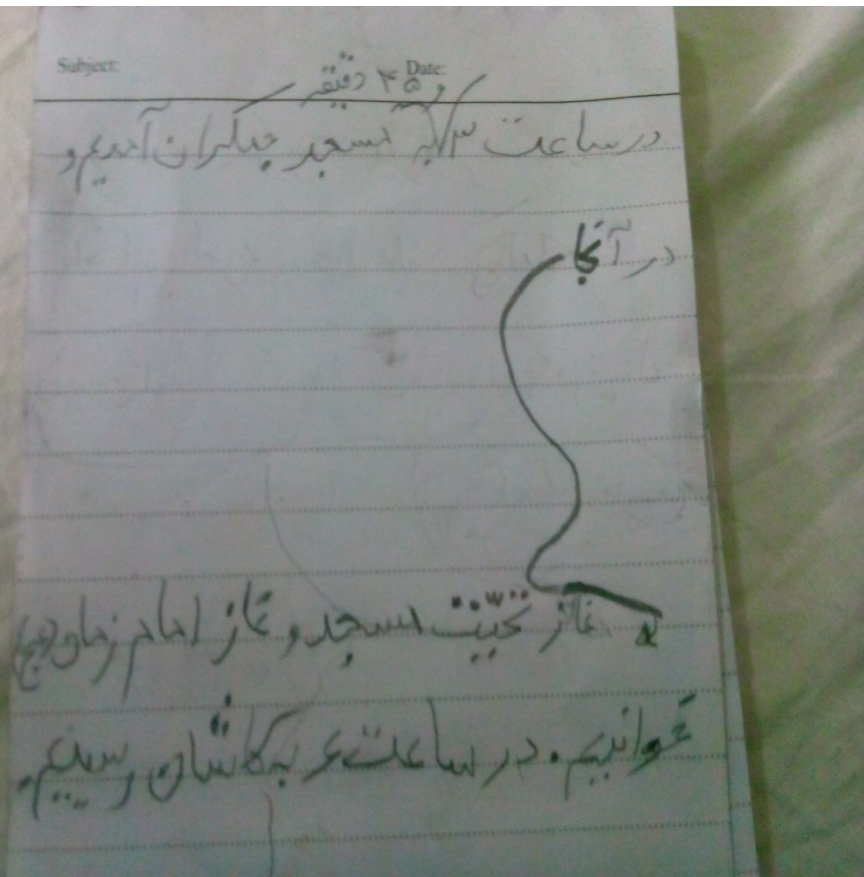 Subject: Date:
و ۴۵ دقیقه
در ساعت ۳ به مسجد جمکران آمدیم و
در آنجا
نماز تحیت مسجد و نماز امام زمان (عج)
خواندیم. در ساعت ۶ به کاشان رسیدیم.